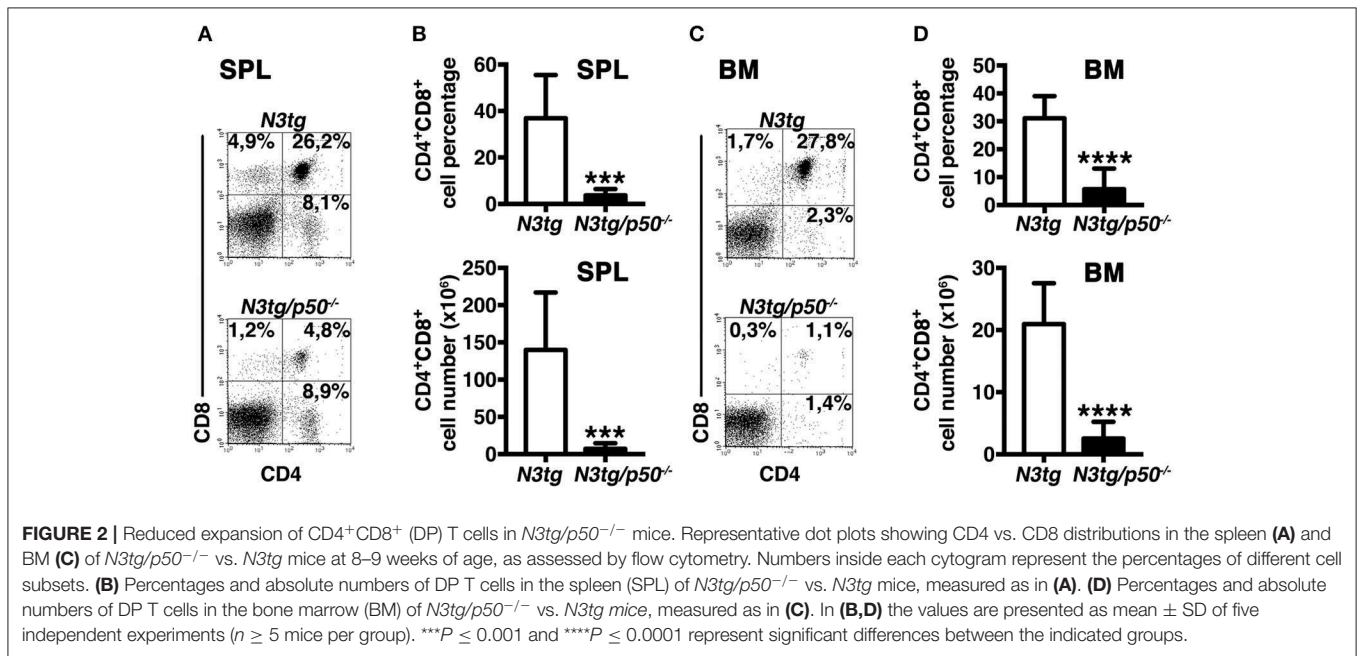 A
SPL
N3tg
4,9% 26,2%
8,1%
N3tg/p50-/-
1,2% 4,8%
8,9%
CD8
CD4
10⁰ 10¹ 10² 10³ 10⁴
B
SPL
CD4⁺CD8⁺
cell percentage
60
40
20
0
***
N3tg N3tg/p50-/-
SPL
CD4⁺CD8⁺
cell number (x10⁶)
250
200
150
100
50
0
***
N3tg N3tg/p50-/-
C
BM
N3tg
1,7% 27,8%
2,3%
N3tg/p50-/-
0,3% 1,1%
1,4%
CD8
CD4
D
BM
CD4⁺CD8⁺
cell percentage
50
40
30
20
10
0
****
N3tg N3tg/p50-/-
BM
CD4⁺CD8⁺
cell number (x10⁶)
30
20
10
0
****
N3tg N3tg/p50-/-
FIGURE 2 | Reduced expansion of CD4⁺CD8⁺ (DP) T cells in N3tg/p50−/− mice. Representative dot plots showing CD4 vs. CD8 distributions in the spleen (A) and
BM (C) of N3tg/p50−/− vs. N3tg mice at 8–9 weeks of age, as assessed by flow cytometry. Numbers inside each cytogram represent the percentages of different cell
subsets. (B) Percentages and absolute numbers of DP T cells in the spleen (SPL) of N3tg/p50−/− vs. N3tg mice, measured as in (A). (D) Percentages and absolute
numbers of DP T cells in the bone marrow (BM) of N3tg/p50−/− vs. N3tg mice, measured as in (C). In (B,D) the values are presented as mean ± SD of five
independent experiments (n ≥ 5 mice per group). ***P ≤ 0.001 and ****P ≤ 0.0001 represent significant differences between the indicated groups.